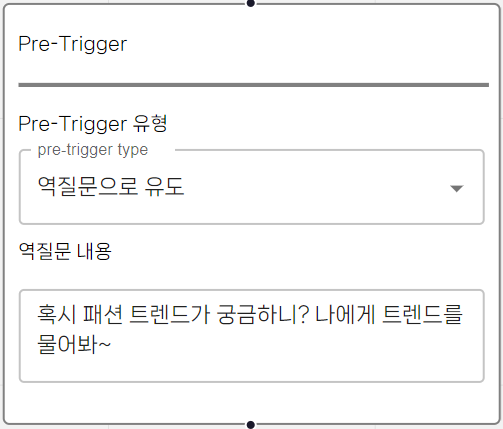 Pre-Trigger
Pre-Trigger 유형
pre-trigger type
역질문으로 유도
역질문 내용
혹시 패션 트렌드가 궁금하니? 나에게 트렌드를
물어봐~